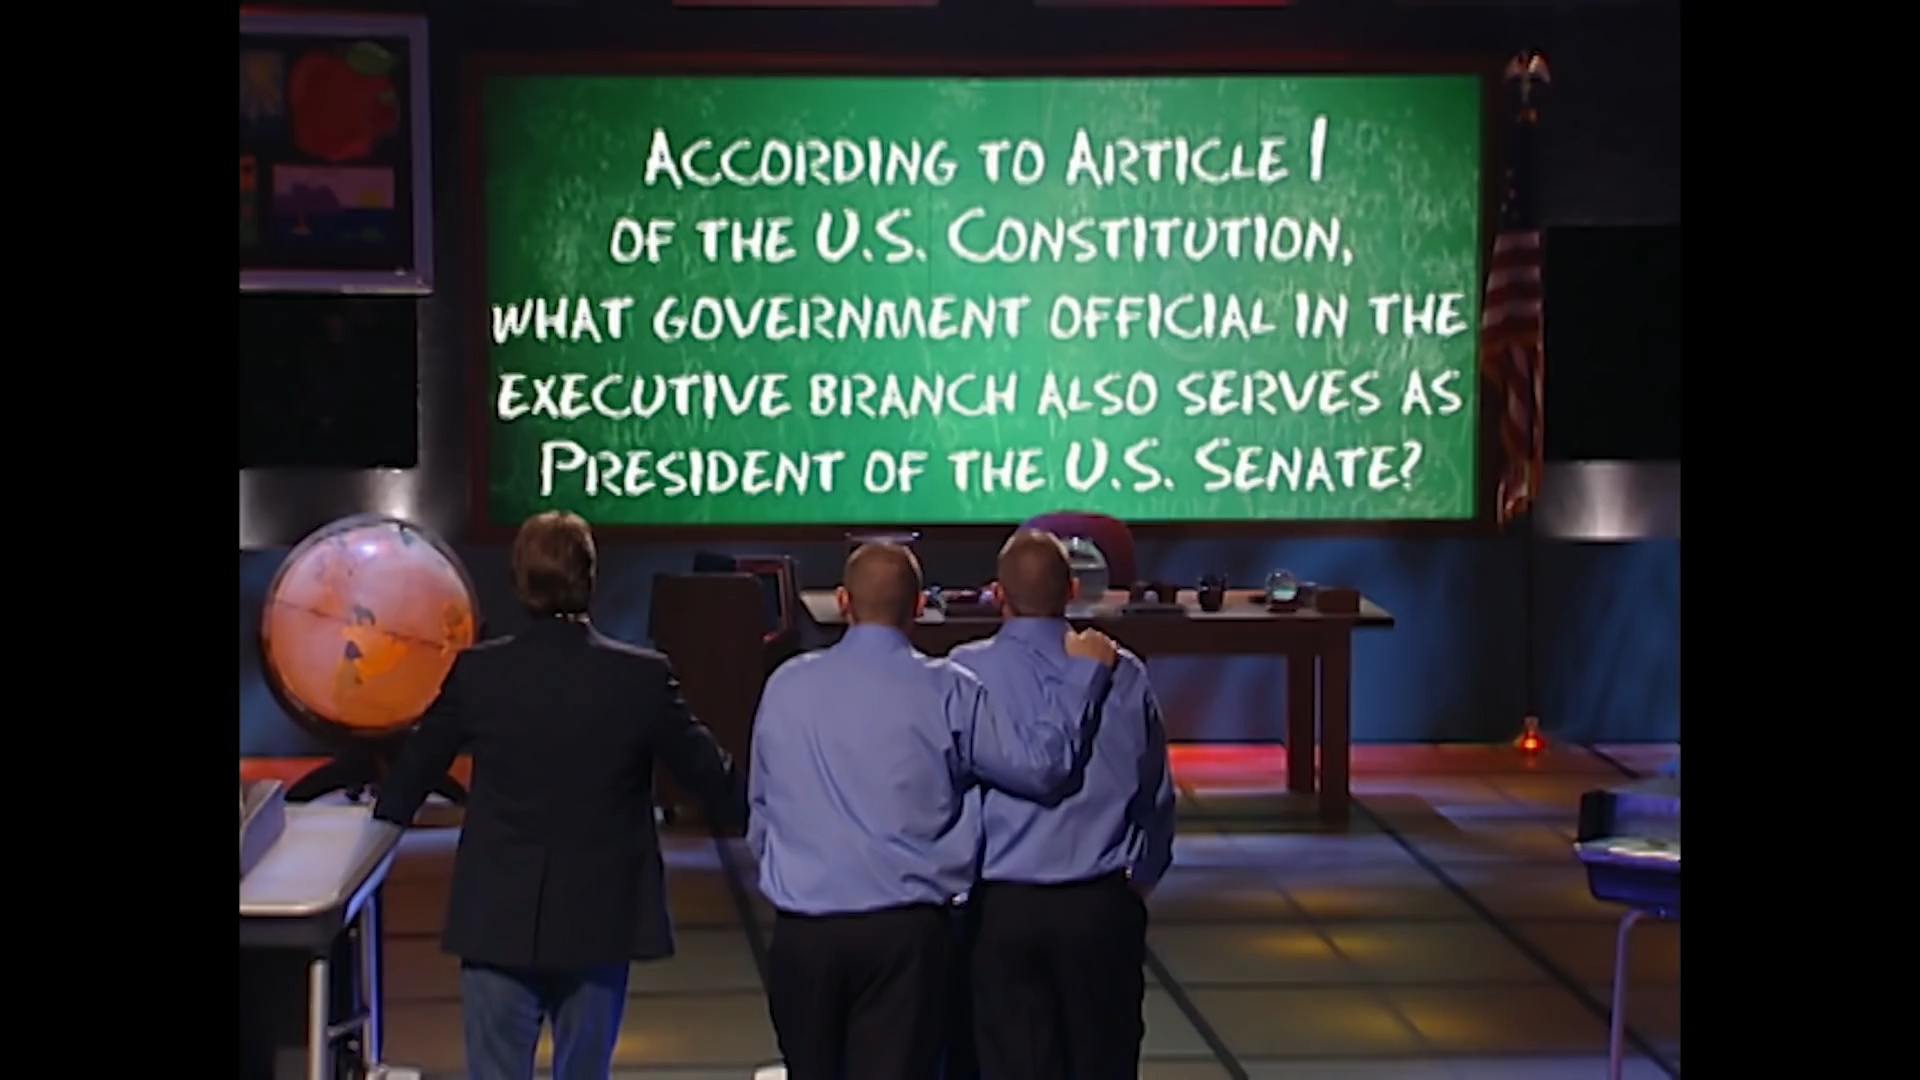 According to Article I
of the U.S. Constitution,
what government official in the
executive branch also serves as
President of the U.S. Senate?